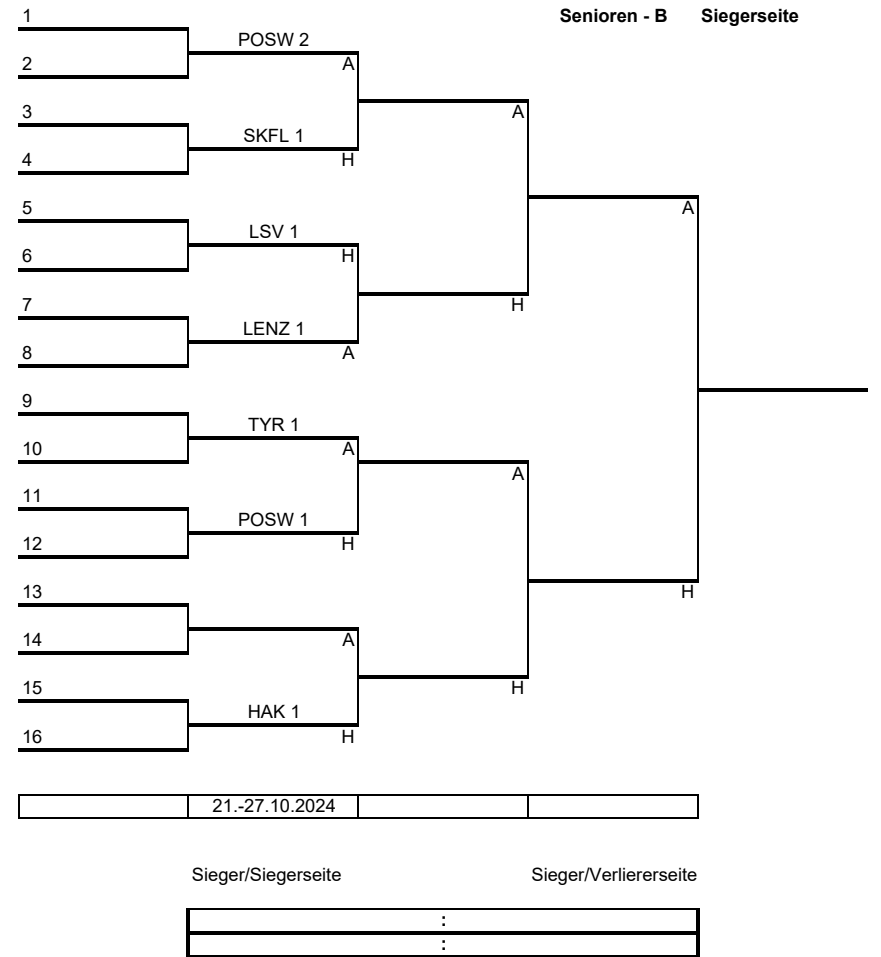 1
Senioren - B Siegerseite
POSW 2
2
A
3
A
SKFL 1
4
H
5
A
LSV 1
6
H
7
H
LENZ 1
8
A
9
TYR 1
10
A
A
11
POSW 1
12
H
13
H
14
A
15
H
HAK 1
16
H
21.-27.10.2024
Sieger/Siegerseite Sieger/Verliererseite
:
: